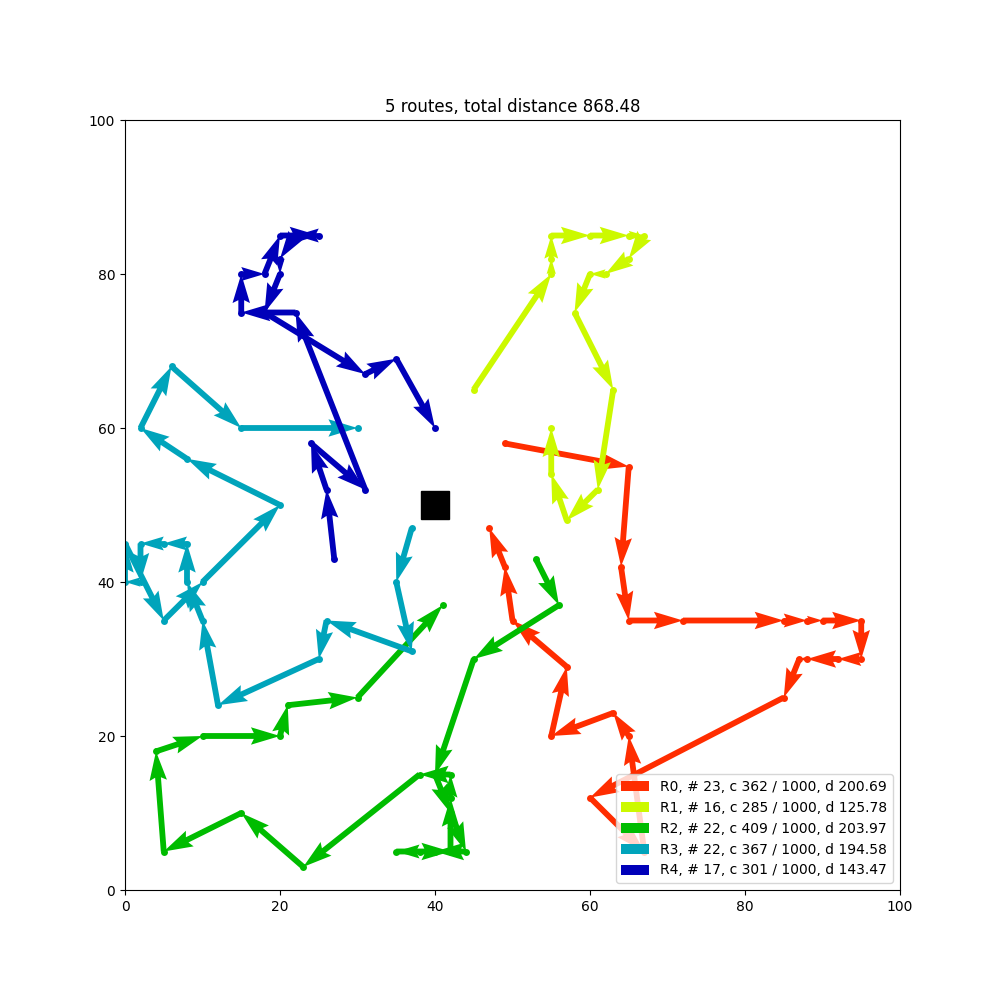 5 routes, total distance 868.48
100
80
60
40
20
0
0 20 40 60 80 100
R0, # 23, c 362 / 1000, d 200.69
R1, # 16, c 285 / 1000, d 125.78
R2, # 22, c 409 / 1000, d 203.97
R3, # 22, c 367 / 1000, d 194.58
R4, # 17, c 301 / 1000, d 143.47